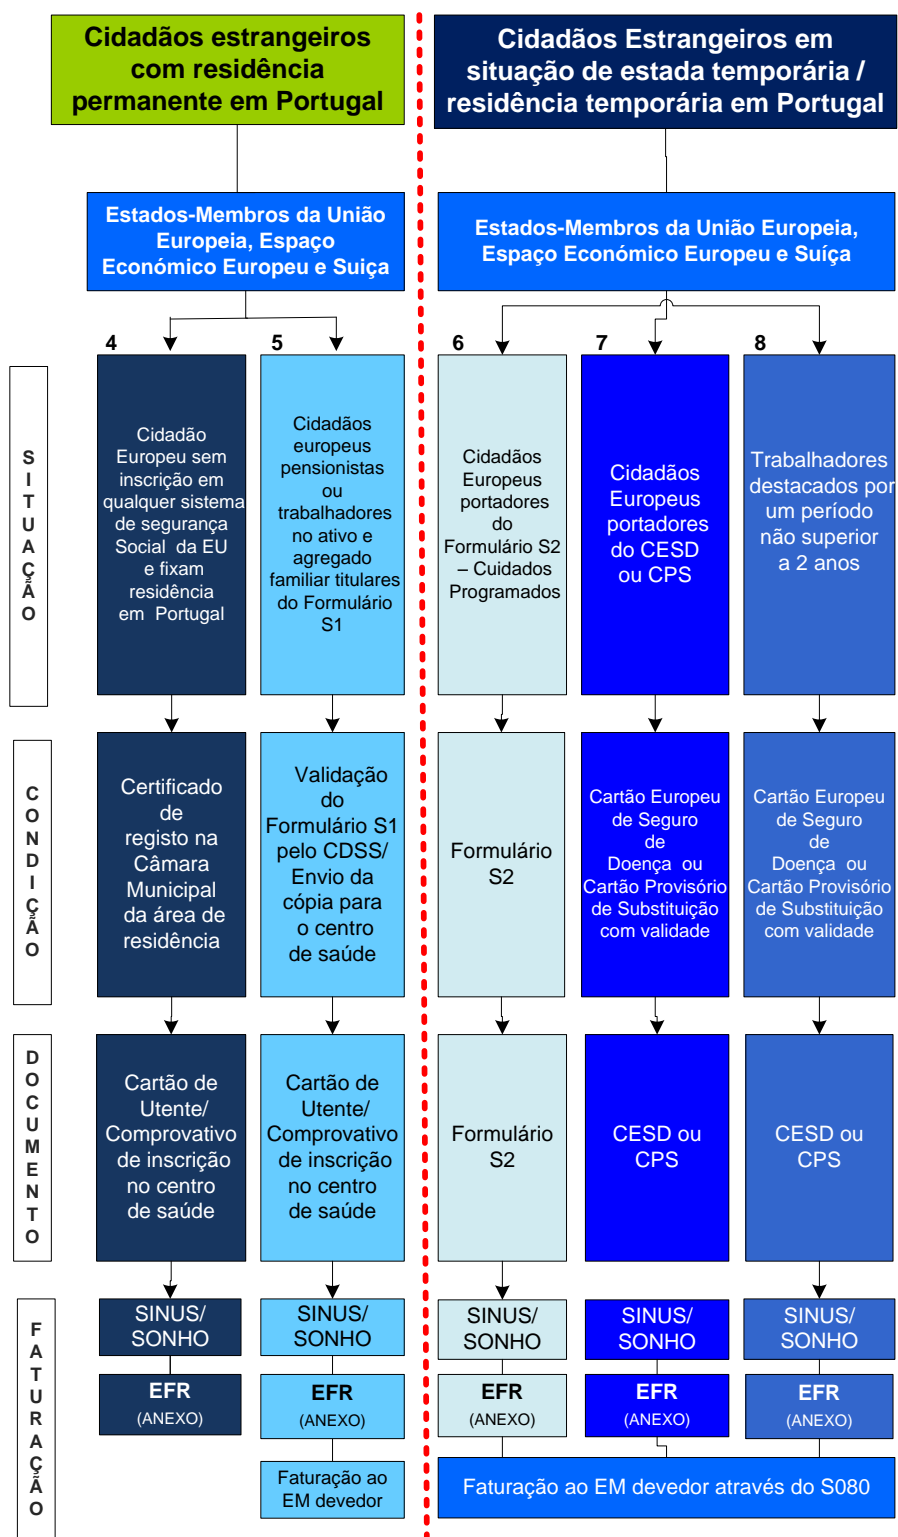 Cidadãos estrangeiros
com residência
permanente em Portugal
Cidadãos Estrangeiros em
situação de estada temporária /
residência temporária em Portugal
Estados-Membros da União
Europeia, Espaço
Económico Europeu e Suiça
Estados-Membros da União Europeia,
Espaço Económico Europeu e Suíça
4
5
6
7
8
SITUAÇÃO
Cidadão
Europeu sem
inscrição em
qualquer sistema
de segurança
Social da EU
e fixam
residência
em Portugal
Cidadãos
europeus
pensionistas
ou
trabalhadores
no ativo e
agregado
familiar titulares
do Formulário
S1
Cidadãos
Europeus
portadores
do
Formulário S2
– Cuidados
Programados
Cidadãos
Europeus
portadores
do CESD
ou CPS
Trabalhadores
destacados por
um período
não superior
a 2 anos
CONDIÇÃO
Certificado
de
registo na
Câmara
Municipal
da área de
residência
Validação
do
Formulário S1
pelo CDSS/
Envio da
cópia para
o centro
de saúde
Formulário
S2
Cartão Europeu
de Seguro
de
Doença ou
Cartão Provisório
de Substituição
com validade
Cartão Europeu
de Seguro
de
Doença ou
Cartão Provisório
de Substituição
com validade
DOCUMENTO
Cartão de
Utente/
Comprovativo
de inscrição
no centro
de saúde
Cartão de
Utente/
Comprovativo
de inscrição
no centro
de saúde
Formulário
S2
CESD ou
CPS
CESD ou
CPS
FATURAÇÃO
SINUS/
SONHO
SINUS/
SONHO
SINUS/
SONHO
SINUS/
SONHO
SINUS/
SONHO
EFR
(ANEXO)
EFR
(ANEXO)
EFR
(ANEXO)
EFR
(ANEXO)
EFR
(ANEXO)
Faturação ao
EM devedor
Faturação ao EM devedor através do S080